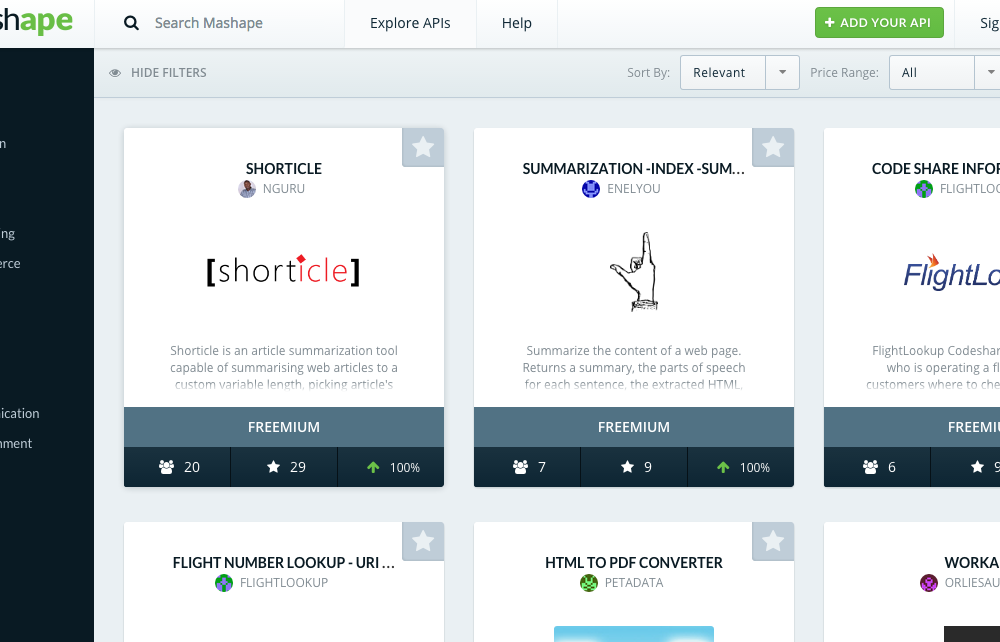 shape
Search Mashape
Explore APIs
Help
+ ADD YOUR API
Sig
HIDE FILTERS
Sort By:
Relevant
Price Range:
All
n
ng
erce
ication
nment
SHORTICLE
NGURU
[shorticle]
Shorticle is an article summarization tool
capable of summarising web articles to a
custom variable length, picking article's
FREEMIUM
20
29
100%
SUMMARIZATION -INDEX -SUM...
ENELYOU
Summarize the content of a web page.
Returns a summary, the parts of speech
for each sentence, the extracted HTML.
FREEMIUM
7
9
100%
CODE SHARE INFOR
FLIGHTLOO
FlightLo
FlightLookup Codeshar
who is operating a fl
customers where to che
FREEMIU
6
9
FLIGHT NUMBER LOOKUP - URI ...
FLIGHTLOOKUP
HTML TO PDF CONVERTER
PETADATA
WORKA
ORLIESAU